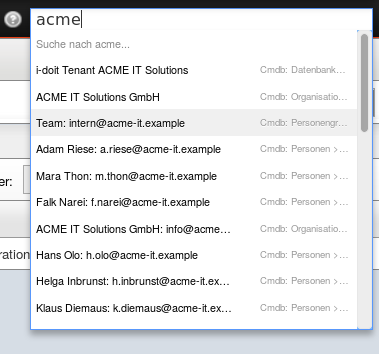 acme
Suche nach acme...
i-doit Tenant ACME IT Solutions Cmdb: Datenbank...
ACME IT Solutions GmbH Cmdb: Organisatio...
Team: intern@acme-it.example Cmdb: Personengr...
Adam Riese: a.riese@acme-it.example Cmdb: Personen >...
er: Mara Thon: m.thon@acme-it.example Cmdb: Personen >...
Falk Narei: f.narei@acme-it.example Cmdb: Personen >...
ACME IT Solutions GmbH: info@acme... Cmdb: Organisatio...
ration Hans Olo: h.olo@acme-it.example Cmdb: Personen >...
Helga Inbrunst: h.inbrunst@acme-it.ex... Cmdb: Personen >...
Klaus Diemaus: k.diemaus@acme-it.ex... Cmdb: Personen >...